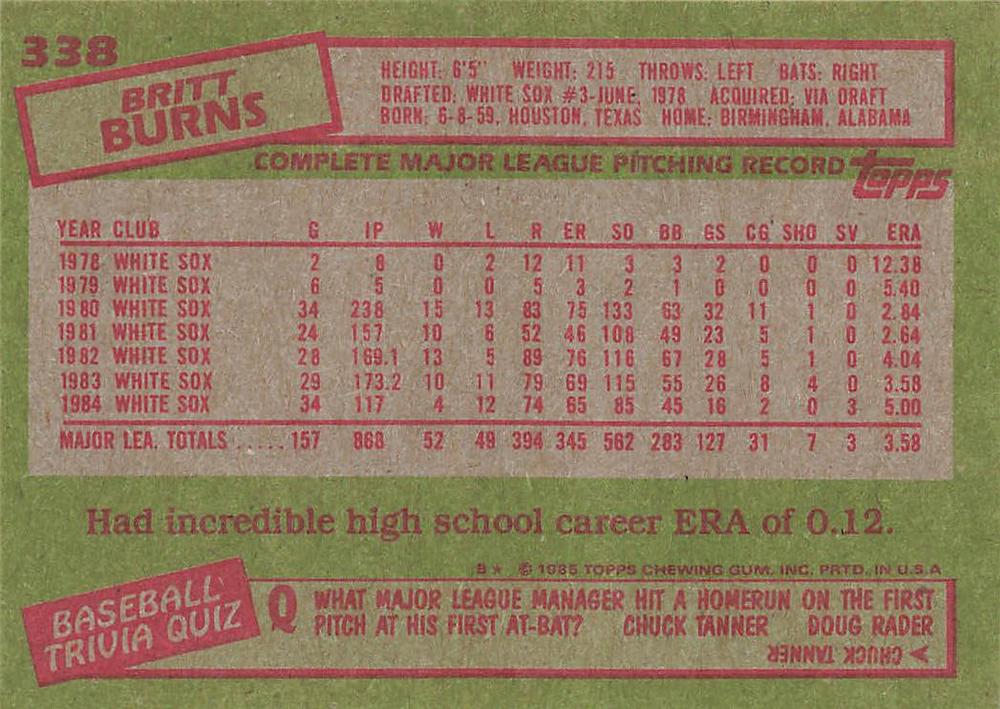 338
BRITT
BURNS
HEIGHT: 6'5" WEIGHT: 215 THROWS: LEFT BATS: RIGHT
DRAFTED: WHITE SOX #3-JUNE, 1978 ACQUIRED: VIA DRAFT
BORN: 6-8-59, HOUSTON, TEXAS HOME: BIRMINGHAM, ALABAMA
COMPLETE MAJOR LEAGUE PITCHING RECORD topps
YEAR CLUB G IP W L R ER SO BB GS CG SHO SV ERA
1978 WHITE SOX 2 8 0 2 12 11 3 3 2 0 0 0 12.38
1979 WHITE SOX 6 5 0 0 5 3 2 1 0 0 0 0 5.40
1980 WHITE SOX 34 238 15 13 83 75 133 63 32 11 1 0 2.84
1981 WHITE SOX 24 157 10 6 52 46 108 49 23 5 1 0 2.64
1982 WHITE SOX 28 169.1 13 5 89 76 116 67 28 5 1 0 4.04
1983 WHITE SOX 29 173.2 10 11 79 69 115 55 26 8 4 0 3.58
1984 WHITE SOX 34 117 4 12 74 65 85 45 16 2 0 3 5.00
MAJOR LEA. TOTALS ..... 157 868 52 49 394 345 562 283 127 31 7 3 3.58
Had incredible high school career ERA of 0.12.
B★ © 1985 TOPPS CHEWING GUM, INC. PRTD. IN U.S.A
BASEBALL
TRIVIA QUIZ
Q WHAT MAJOR LEAGUE MANAGER HIT A HOMERUN ON THE FIRST
PITCH AT HIS FIRST AT-BAT? CHUCK TANNER DOUG RADER
CHUCK TANNER